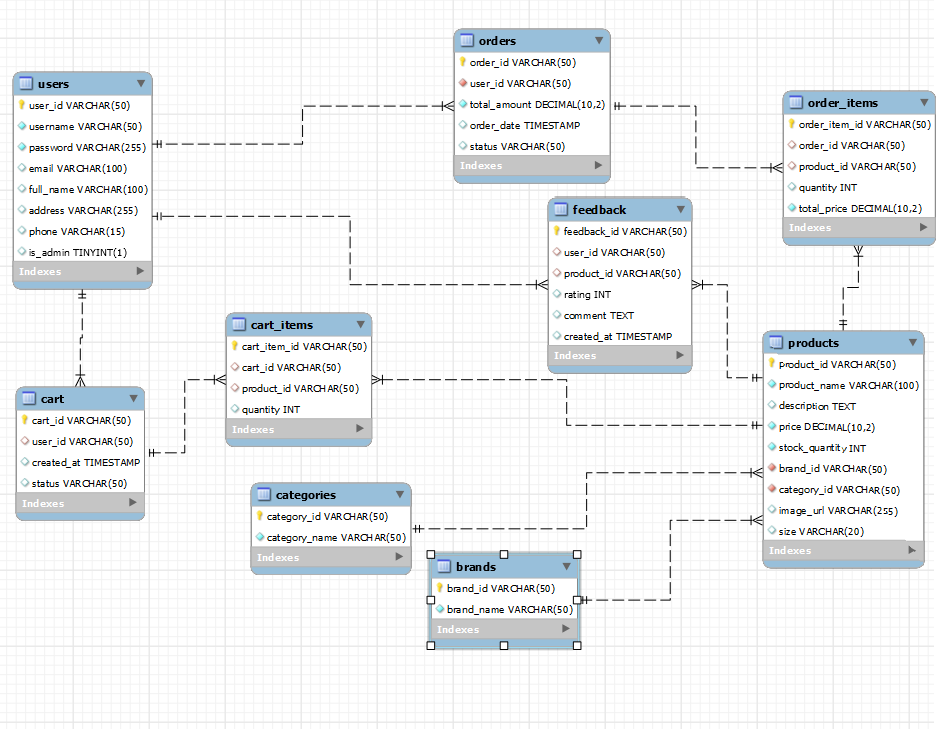 orders
order_id VARCHAR(50)
user_id VARCHAR(50)
total_amount DECIMAL(10,2)
order_date TIMESTAMP
status VARCHAR(50)
Indexes
users
user_id VARCHAR(50)
username VARCHAR(50)
password VARCHAR(255)
email VARCHAR(100)
full_name VARCHAR(100)
address VARCHAR(255)
phone VARCHAR(15)
is_admin TINYINT(1)
Indexes
order_items
order_item_id VARCHAR(50)
order_id VARCHAR(50)
product_id VARCHAR(50)
quantity INT
total_price DECIMAL(10,2)
Indexes
feedback
feedback_id VARCHAR(50)
user_id VARCHAR(50)
product_id VARCHAR(50)
rating INT
comment TEXT
created_at TIMESTAMP
Indexes
cart_items
cart_item_id VARCHAR(50)
cart_id VARCHAR(50)
product_id VARCHAR(50)
quantity INT
Indexes
products
product_id VARCHAR(50)
product_name VARCHAR(100)
description TEXT
price DECIMAL(10,2)
stock_quantity INT
brand_id VARCHAR(50)
category_id VARCHAR(50)
image_url VARCHAR(255)
size VARCHAR(20)
Indexes
cart
cart_id VARCHAR(50)
user_id VARCHAR(50)
created_at TIMESTAMP
status VARCHAR(50)
Indexes
categories
category_id VARCHAR(50)
category_name VARCHAR(50)
Indexes
brands
brand_id VARCHAR(50)
brand_name VARCHAR(50)
Indexes